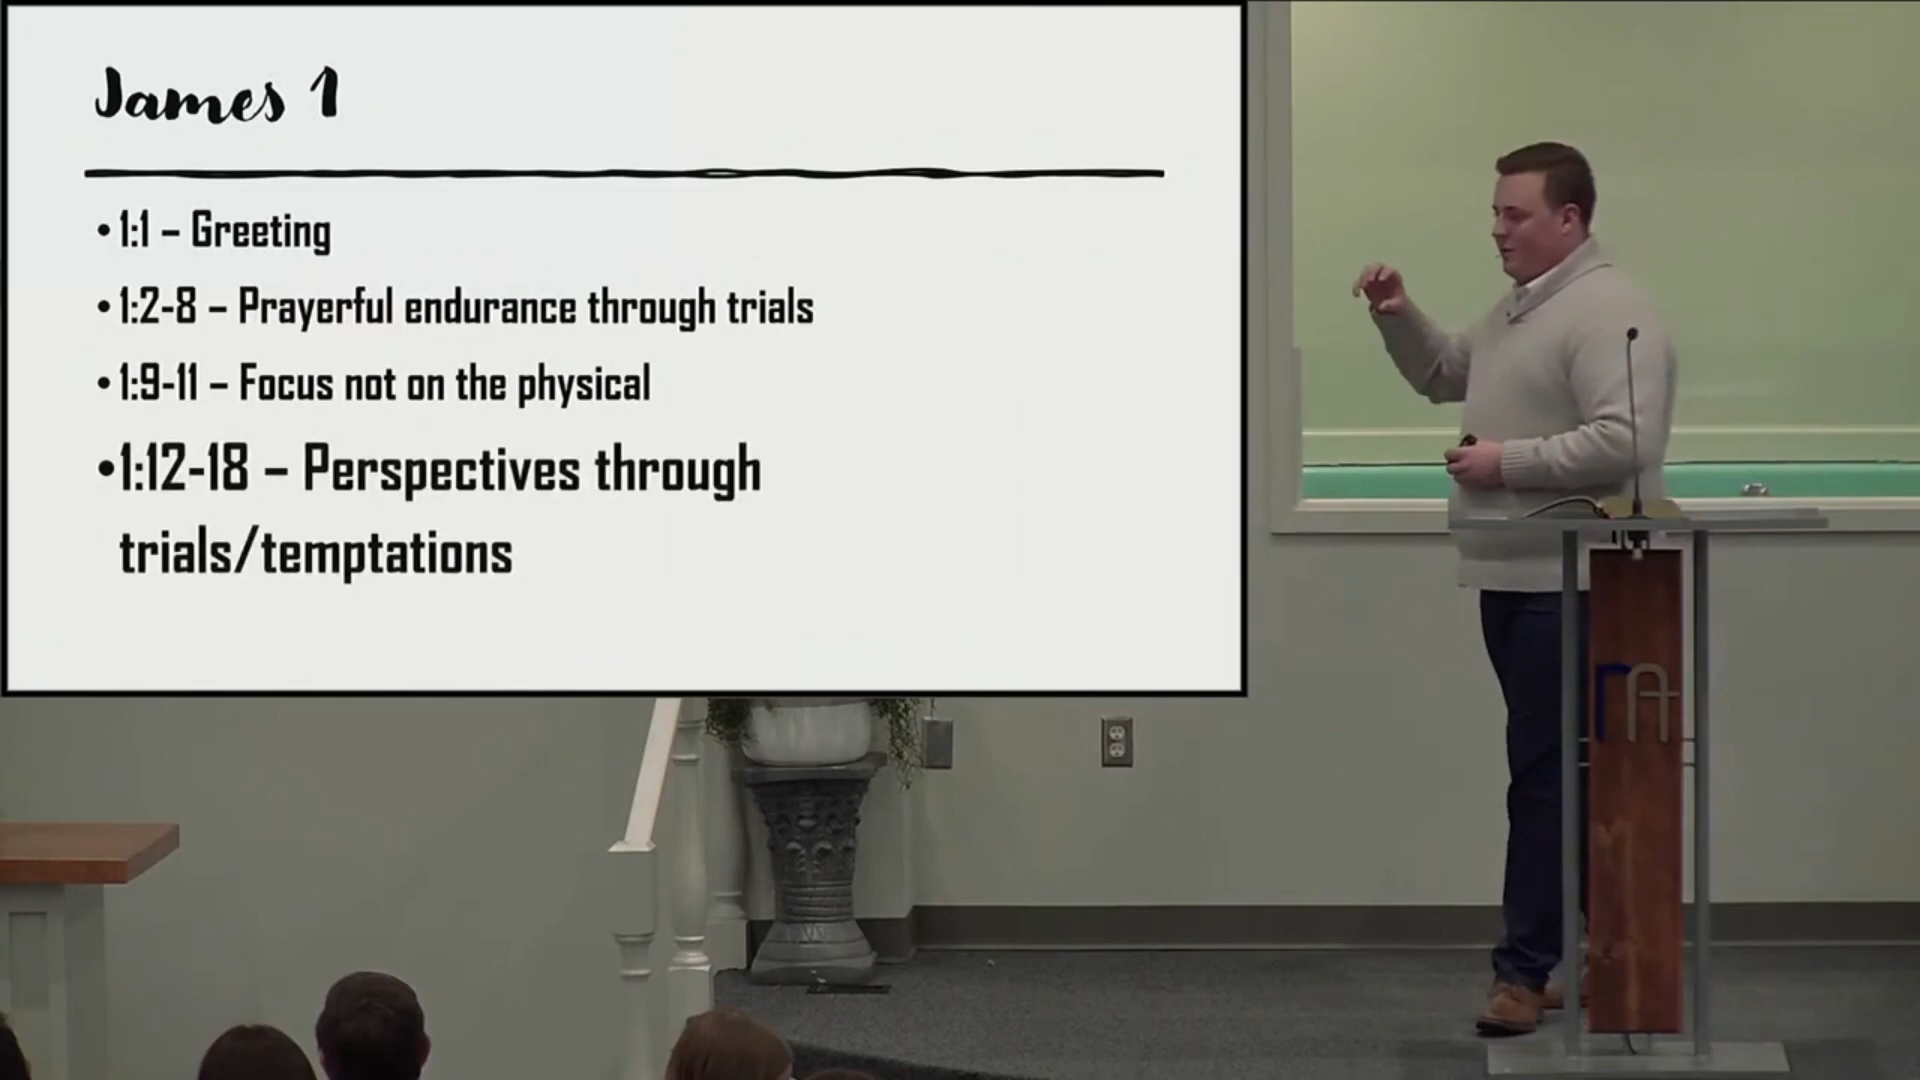 James 1
• 1:1 – Greeting
• 1:2-8 – Prayerful endurance through trials
• 1:9-11 – Focus not on the physical
• 1:12-18 – Perspectives through
trials/temptations